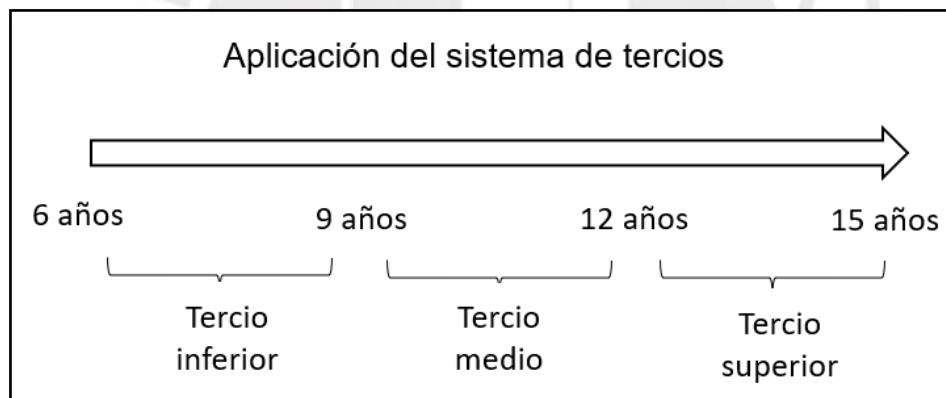 Aplicación del sistema de tercios
6 años 9 años 12 años 15 años
Tercio inferior
Tercio medio
Tercio superior